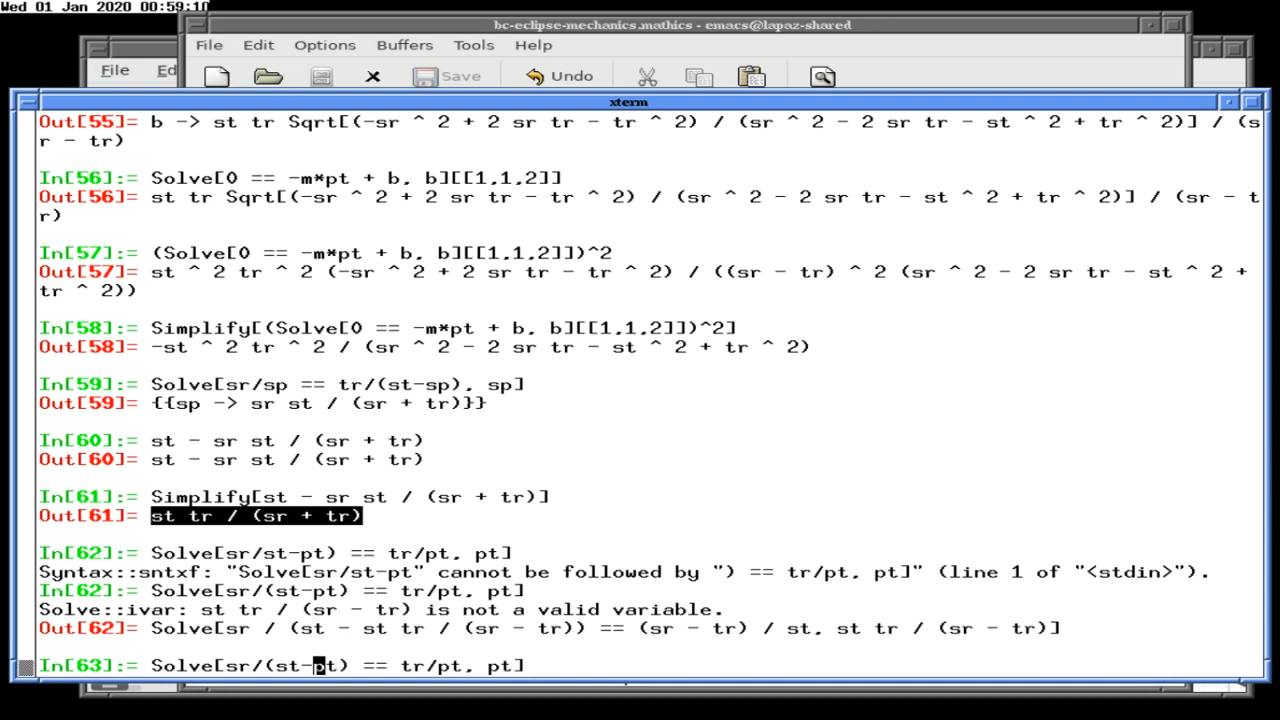 Wed 01 Jan 2020 00:59:10
bc-eclipse-mechanics.mathics - emacs@lapaz-shared
File Edit Options Buffers Tools Help
File Ed
Save Undo
xterm
Out[55]= b -> st tr Sqrt[(-sr ^ 2 + 2 sr tr - tr ^ 2) / (sr ^ 2 - 2 sr tr - st ^ 2 + tr ^ 2)] / (s
r - tr)
In[56]:= Solve[0 == -m*pt + b, b][[1,1,2]]
Out[56]= st tr Sqrt[(-sr ^ 2 + 2 sr tr - tr ^ 2) / (sr ^ 2 - 2 sr tr - st ^ 2 + tr ^ 2)] / (sr - t
r)
In[57]:= (Solve[0 == -m*pt + b, b][[1,1,2]])^2
Out[57]= st ^ 2 tr ^ 2 (-sr ^ 2 + 2 sr tr - tr ^ 2) / ((sr - tr) ^ 2 (sr ^ 2 - 2 sr tr - st ^ 2 +
tr ^ 2))
In[58]:= Simplify[(Solve[0 == -m*pt + b, b][[1,1,2]])^2]
Out[58]= -st ^ 2 tr ^ 2 / (sr ^ 2 - 2 sr tr - st ^ 2 + tr ^ 2)
In[59]:= Solve[sr/sp == tr/(st-sp), sp]
Out[59]= {{sp -> sr st / (sr + tr)}}
In[60]:= st - sr st / (sr + tr)
Out[60]= st - sr st / (sr + tr)
In[61]:= Simplify[st - sr st / (sr + tr)]
Out[61]= st tr / (sr + tr)
In[62]:= Solve[sr/st-pt) == tr/pt, pt]
Syntax::sntxf: "Solve[sr/st-pt" cannot be followed by ") == tr/pt, pt]" (line 1 of "<stdin>").
In[62]:= Solve[sr/(st-pt) == tr/pt, pt]
Solve::ivar: st tr / (sr - tr) is not a valid variable.
Out[62]= Solve[sr / (st - st tr / (sr - tr)) == (sr - tr) / st, st tr / (sr - tr)]
In[63]:= Solve[sr/(st-pt) == tr/pt, pt]